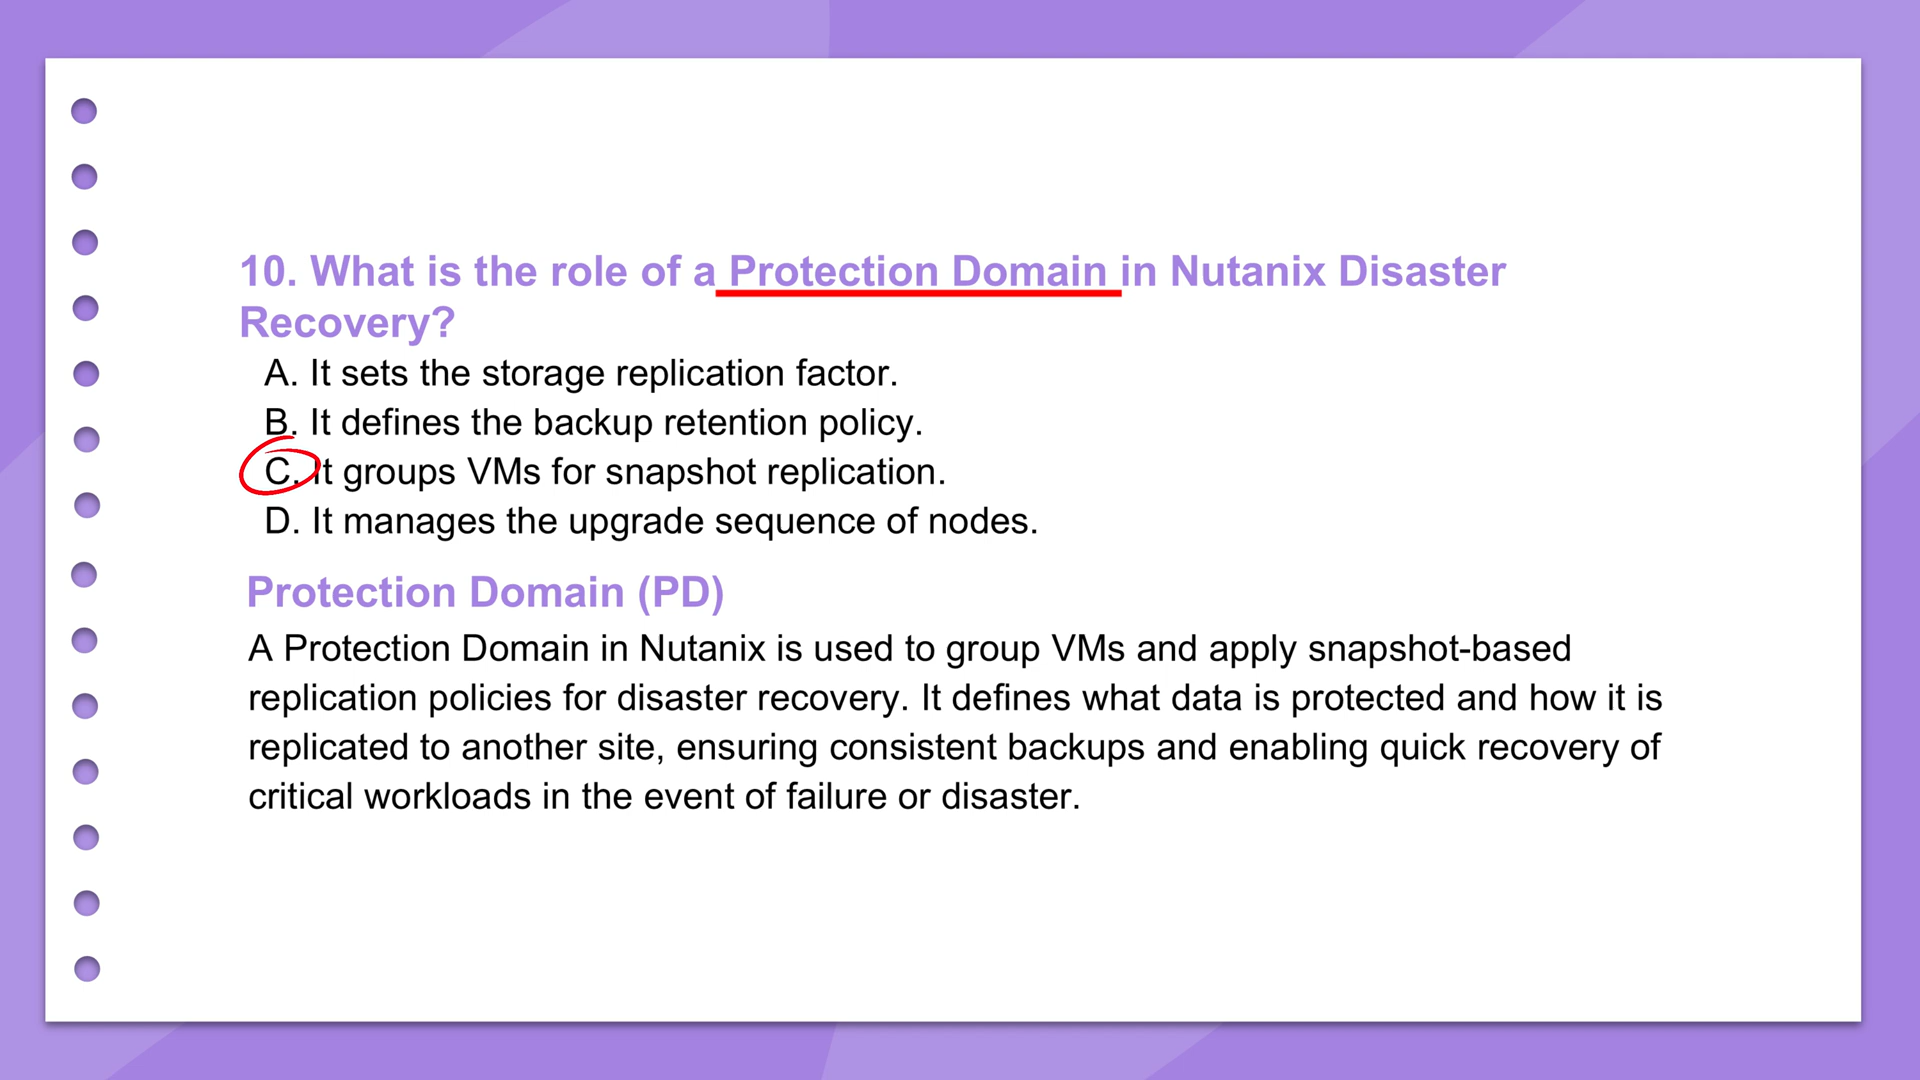 10. What is the role of a Protection Domain in Nutanix Disaster
Recovery?
A. It sets the storage replication factor.
B. It defines the backup retention policy.
C. It groups VMs for snapshot replication.
D. It manages the upgrade sequence of nodes.
Protection Domain (PD)
A Protection Domain in Nutanix is used to group VMs and apply snapshot-based
replication policies for disaster recovery. It defines what data is protected and how it is
replicated to another site, ensuring consistent backups and enabling quick recovery of
critical workloads in the event of failure or disaster.